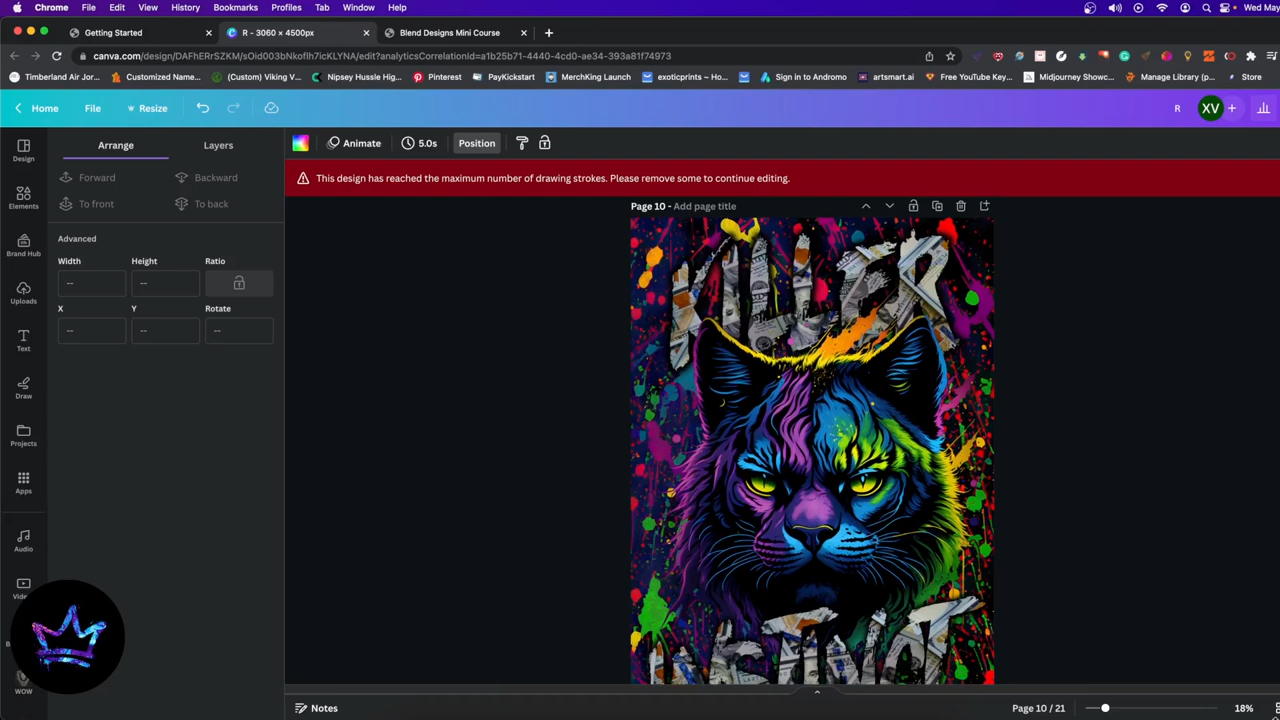 Chrome File Edit View History Bookmarks Profiles Tab Window Help Wed May
Getting Started R - 3060 × 4500px Blend Designs Mini Course
canva.com/design/DAFhERrSZKM/sOid003bNkofIh7icKLYNA/edit?analyticsCorrelationId=a1b25b71-4440-4cd0-ae34-393a81f74973
Timberland Air Jor... Customized Name... (Custom) Viking V... Nipsey Hussle Hig... Pinterest PayKickstart MerchKing Launch exoticprints – Ho... Sign in to Andromo artsmart.ai Free YouTube Key... Midjourney Showc... Manage Library (p... Store
Home File Resize R XV
Design
Elements
Brand Hub
Uploads
Text
Draw
Projects
Apps
Audio
WOW
Arrange Layers
Forward Backward
To front To back
Advanced
Width Height Ratio
-- --
X Y Rotate
-- -- --
Animate 5.0s Position
This design has reached the maximum number of drawing strokes. Please remove some to continue editing.
Page 10 - Add page title
KILLER
Notes Page 10 / 21 18%